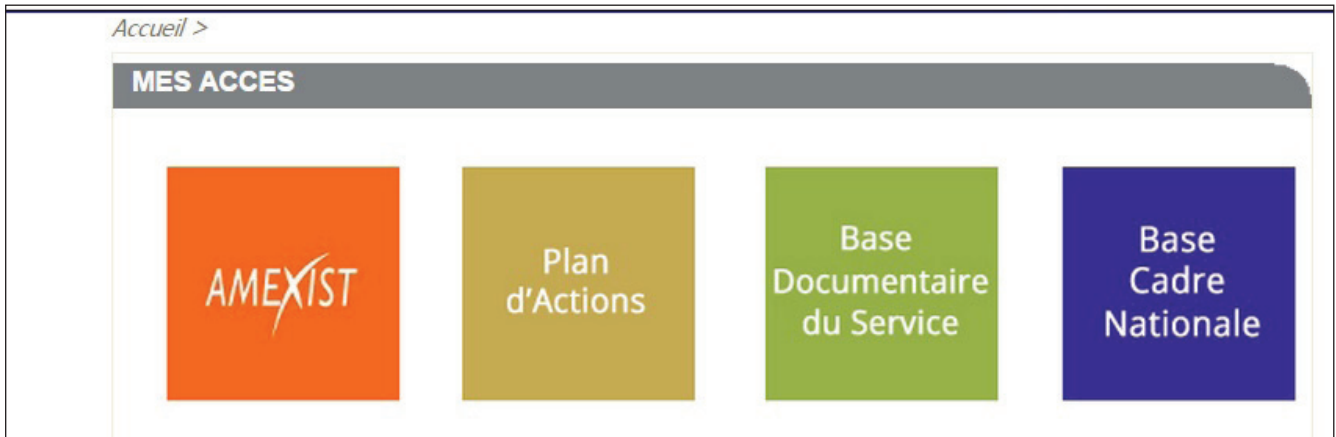 Accueil >
MES ACCES
AMEXIST
Plan
d'Actions
Base
Documentaire
du Service
Base
Cadre
Nationale